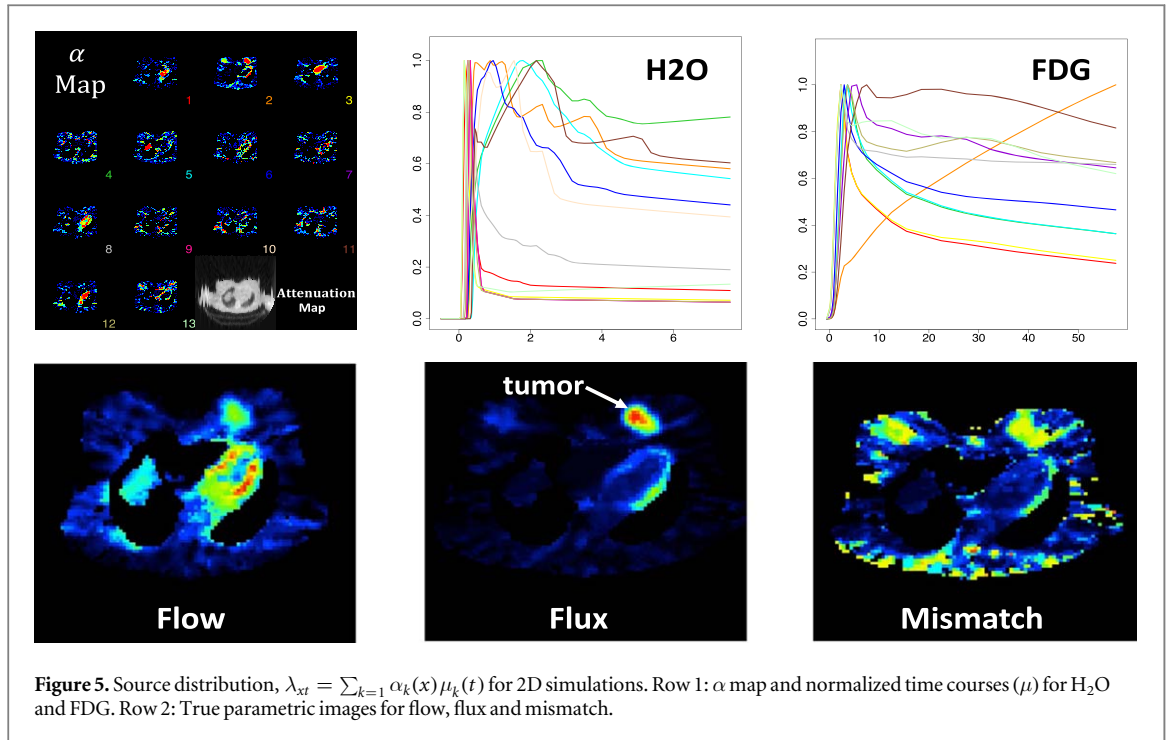 α
Map
1
2
3
4
5
6
7
8
9
10
11
12
13
Attenuation
Map
H2O
0.0
0.2
0.4
0.6
0.8
1.0
0
2
4
6
FDG
0.0
0.2
0.4
0.6
0.8
1.0
0
10
20
30
40
50
Flow
tumor
Flux
Mismatch
Figure 5. Source distribution, λ_{xt} = ∑_{k=1} α_k(x) μ_k(t) for 2D simulations. Row 1: α map and normalized time courses (μ) for H₂O
and FDG. Row 2: True parametric images for flow, flux and mismatch.